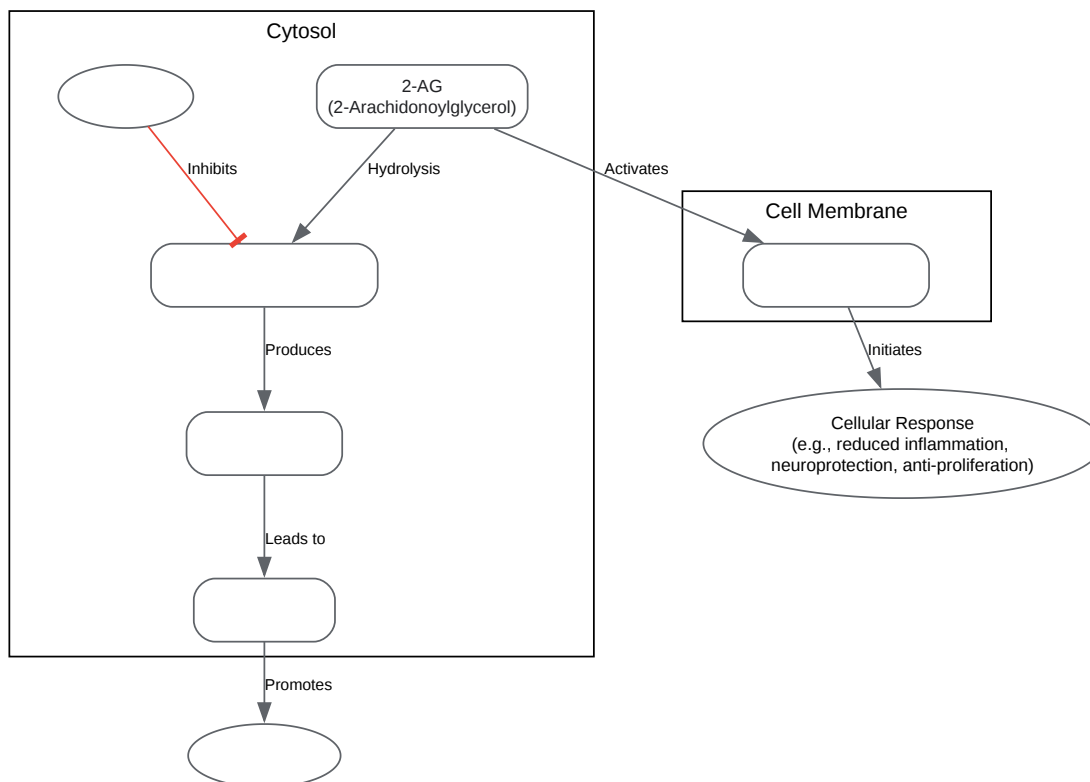 Cytosol
2-AG
(2-Arachidonoylglycerol)
Inhibits
Hydrolysis
Activates
Cell Membrane
Produces
Initiates
Cellular Response
(e.g., reduced inflammation,
neuroprotection, anti-proliferation)
Leads to
Promotes